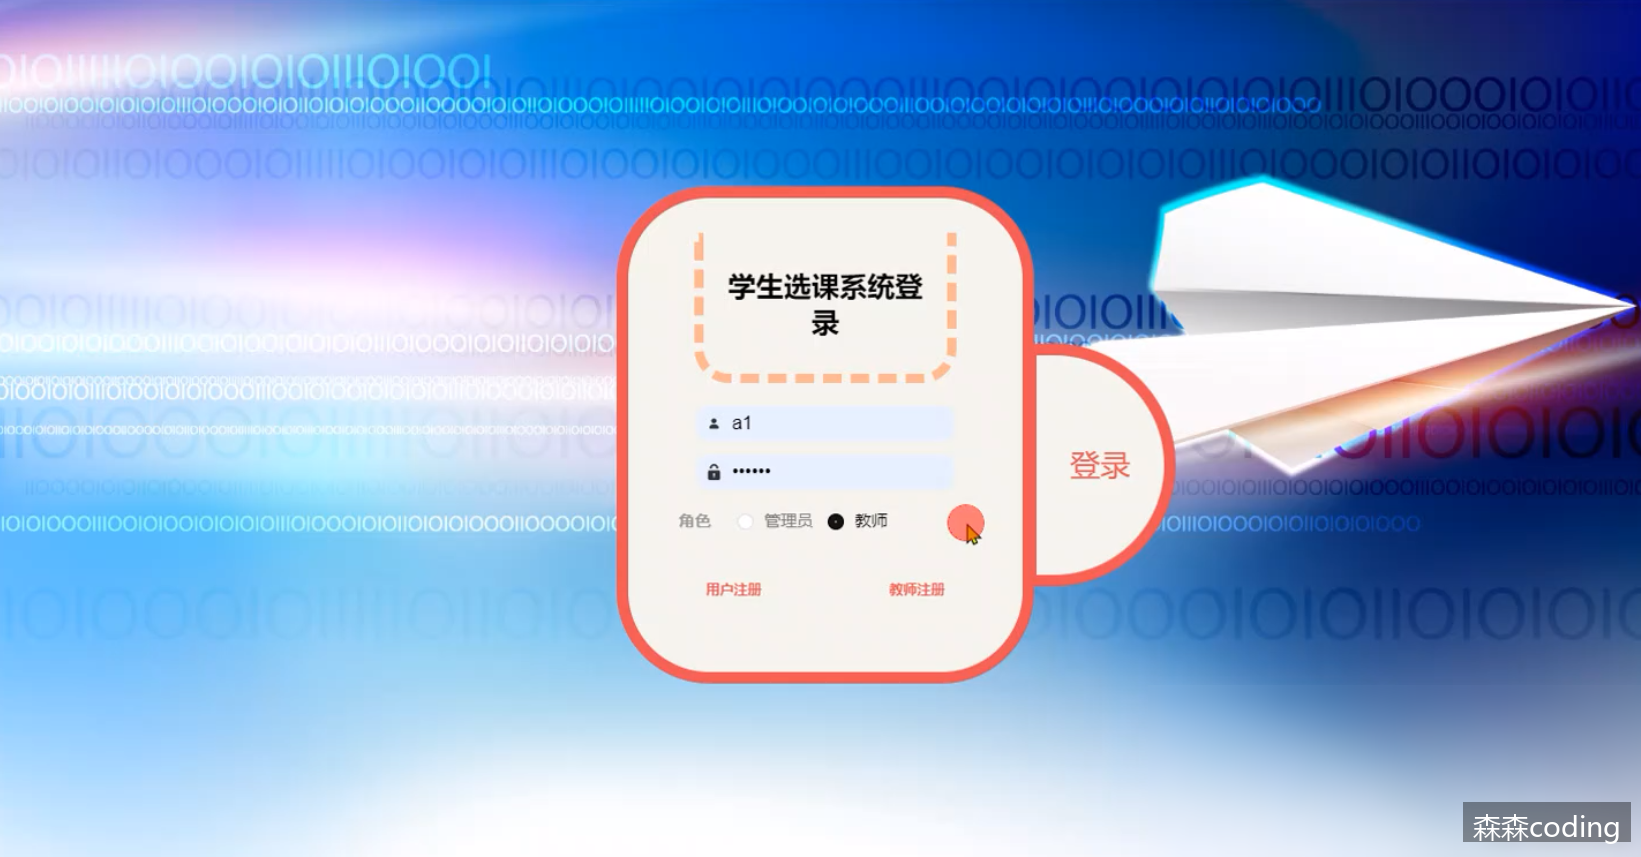 学生选课系统登
录
a1
••••••
角色 管理员 教师
登录
用户注册 教师注册
森森coding